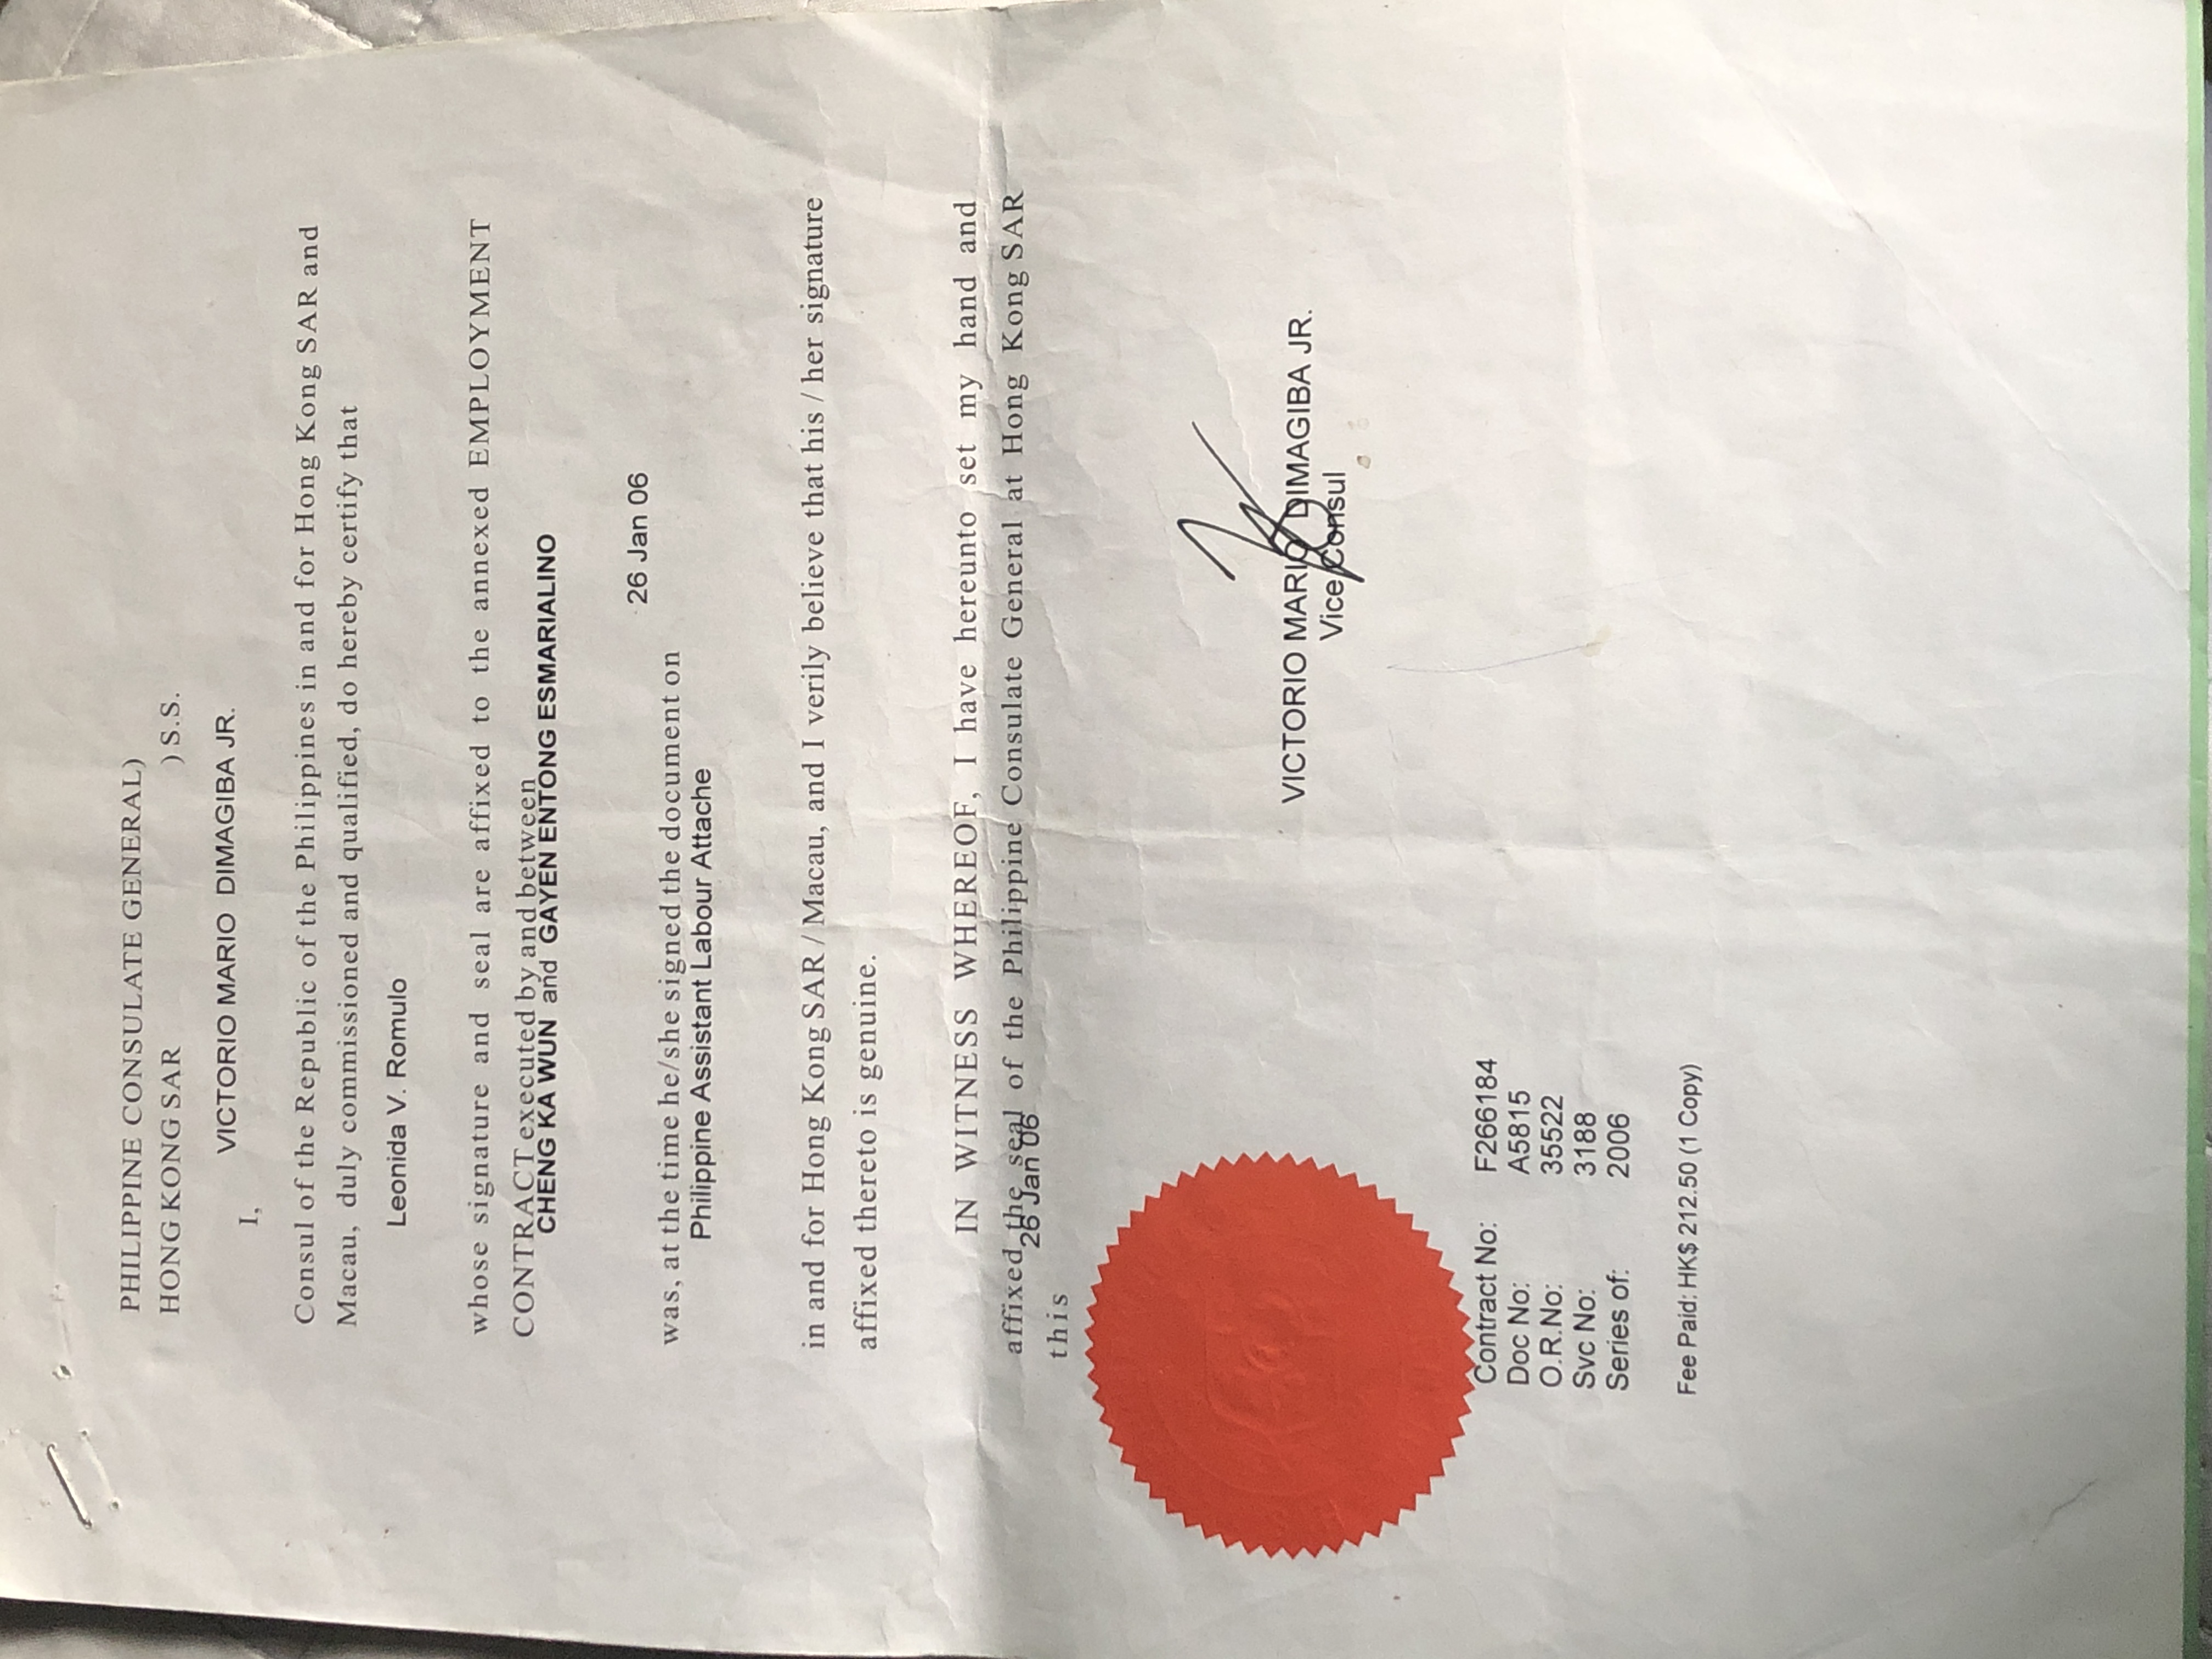 PHILIPPINE CONSULATE GENERAL)
HONG KONG SAR ) S.S.
VICTORIO MARIO DIMAGIBA JR.
I,
Consul of the Republic of the Philippines in and for Hong Kong SAR and
Macau, duly commissioned and qualified, do hereby certify that
Leonida V. Romulo
whose signature and seal are affixed to the annexed EMPLOYMENT
CONTRACT executed by and between
CHENG KA WUN and GAYEN ENTONG ESMARIALINO
26 Jan 06
was, at the time he/she signed the document on
Philippine Assistant Labour Attache
in and for Hong Kong SAR / Macau, and I verily believe that this / her signature
affixed thereto is genuine.
IN WITNESS WHEREOF, I have hereunto set my hand and
affixed the seal of the Philippine Consulate General at Hong Kong SAR
26 Jan 06
this
VICTORIO MARIO DIMAGIBA JR.
Vice Consul
Contract No: F266184
Doc No: A5815
O.R.No: 35522
Svc No: 3188
Series of: 2006
Fee Paid: HK$ 212.50 (1 Copy)